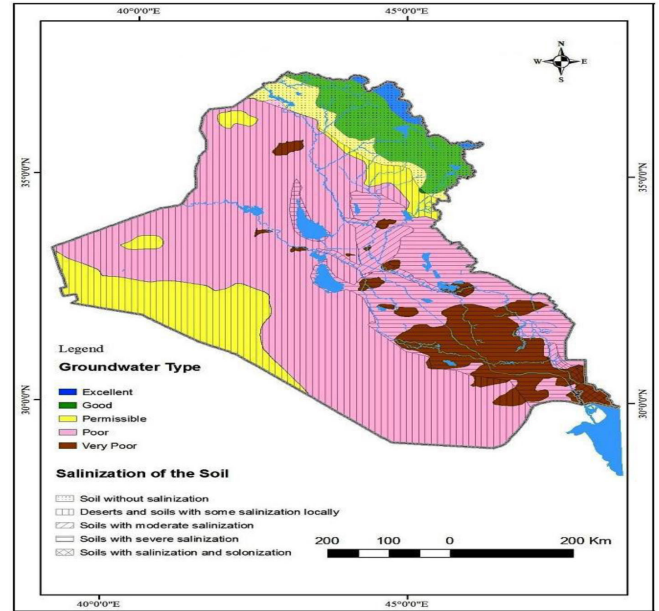 40°0'0"E 45°0'0"E
N
W E
S
35°0'0"N 35°0'0"N
30°0'0"N 30°0'0"N
Legend
Groundwater Type
Excellent
Good
Permissible
Poor
Very Poor
Salinization of the Soil
Soil without salinization
Deserts and soils with some salinization locally
Soils with moderate salinization
Soils with severe salinization
Soils with salinization and solonization
200 100 0 200 Km
40°0'0"E 45°0'0"E